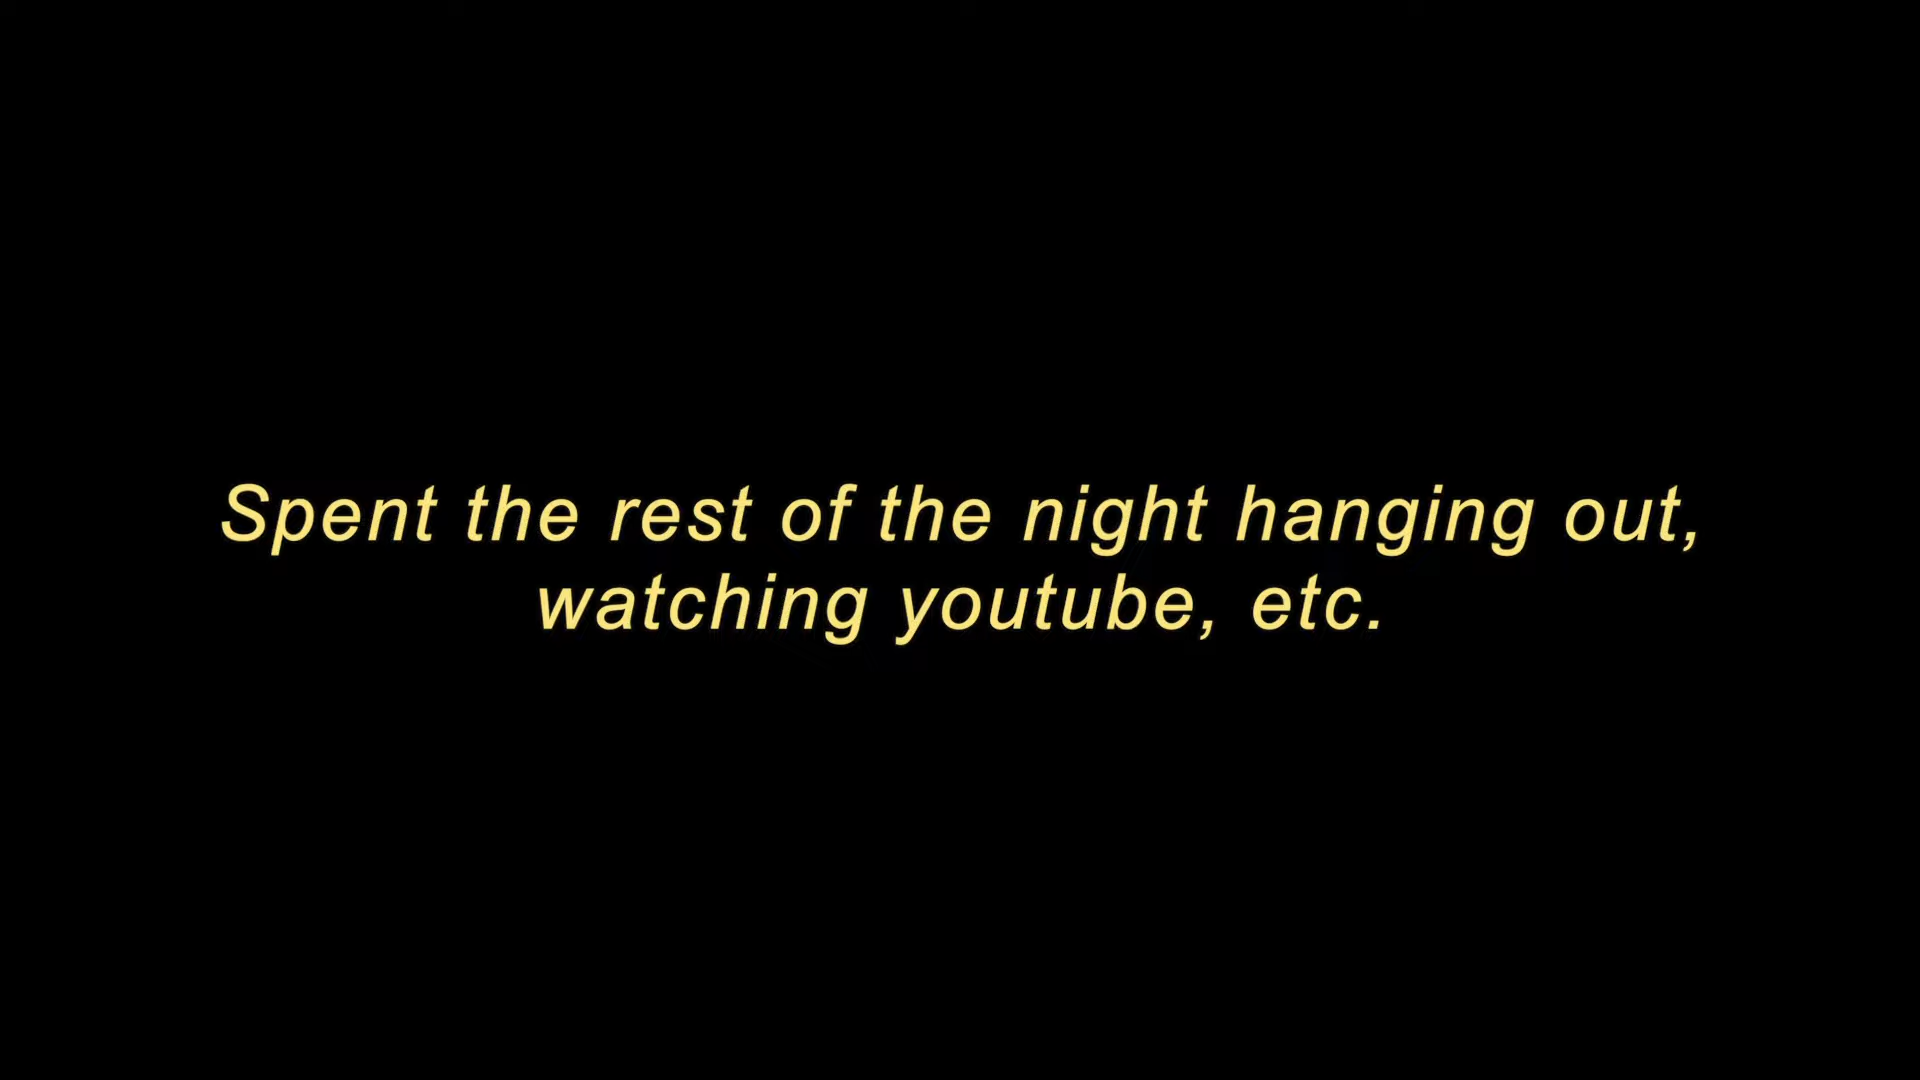 Spent the rest of the night hanging out,
watching youtube, etc.